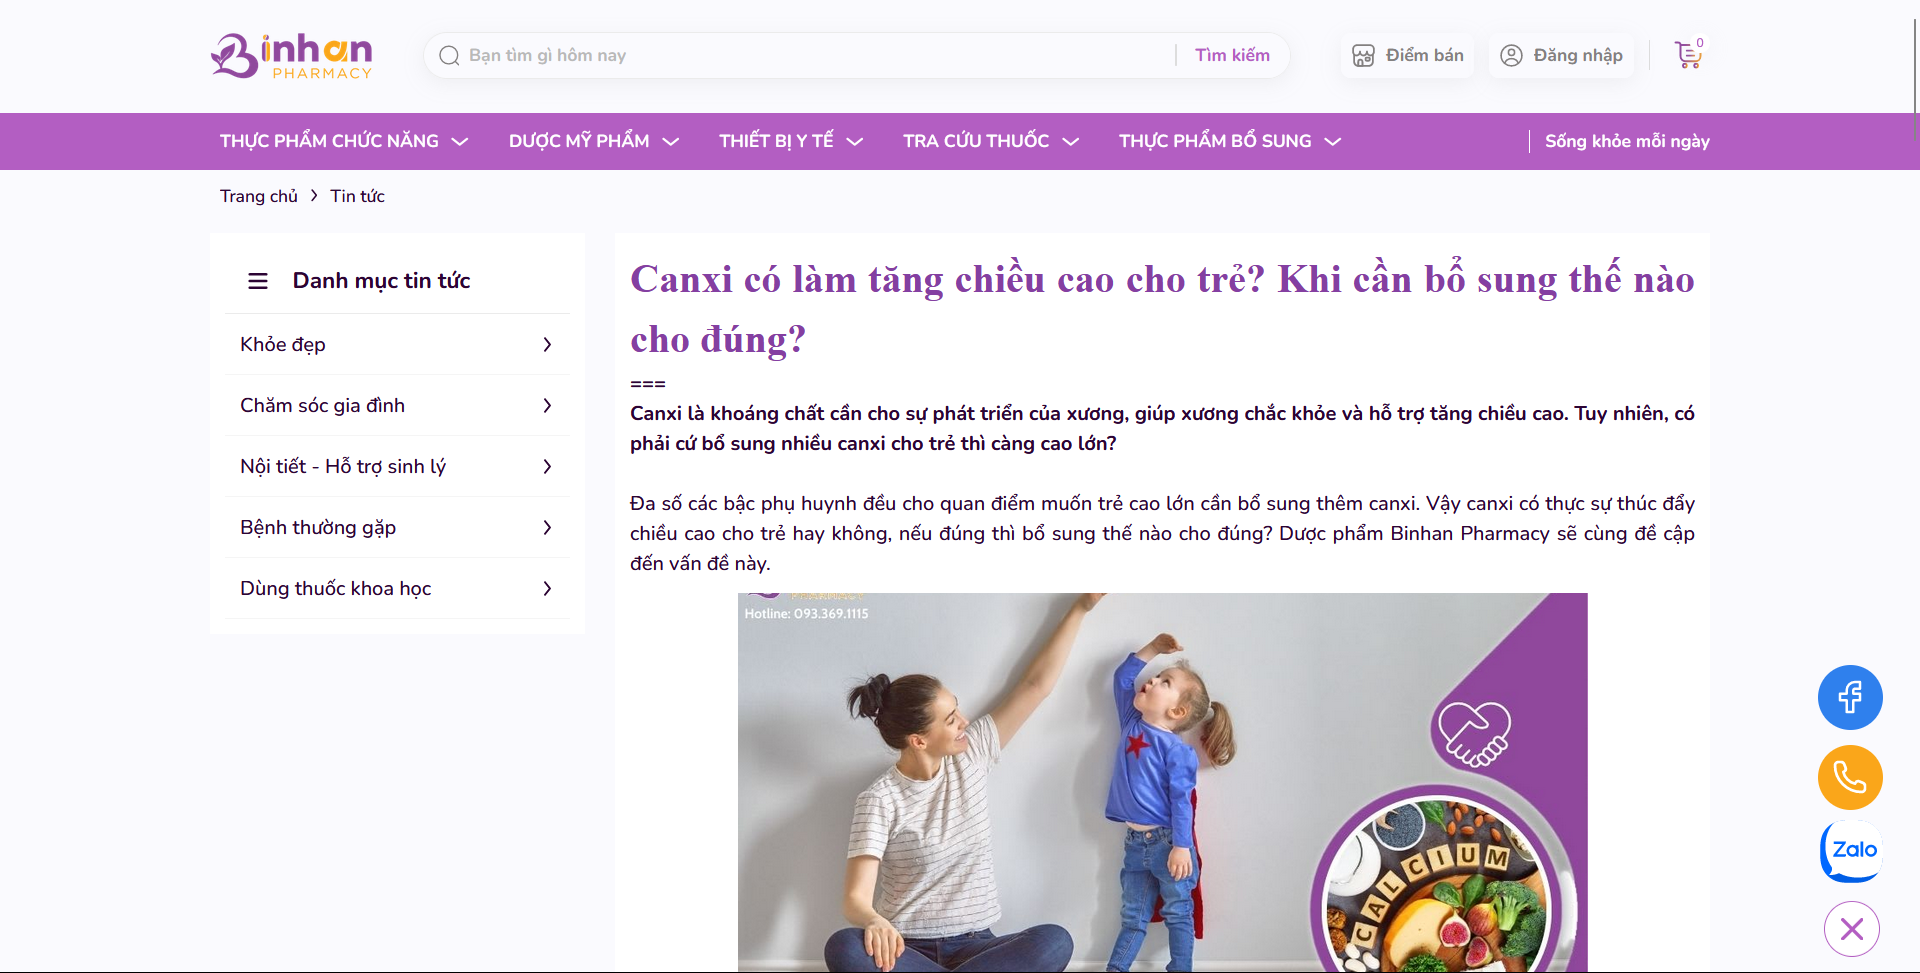 Binhan
PHARMACY
Bạn tìm gì hôm nay
Tìm kiếm
Điểm bán
Đăng nhập
0
THỰC PHẨM CHỨC NĂNG
DƯỢC MỸ PHẨM
THIẾT BỊ Y TẾ
TRA CỨU THUỐC
THỰC PHẨM BỔ SUNG
Sống khỏe mỗi ngày
Trang chủ > Tin tức
Danh mục tin tức
Khỏe đẹp
Chăm sóc gia đình
Nội tiết - Hỗ trợ sinh lý
Bệnh thường gặp
Dùng thuốc khoa học
Canxi có làm tăng chiều cao cho trẻ? Khi cần bổ sung thế nào
cho đúng?
===
Canxi là khoáng chất cần cho sự phát triển của xương, giúp xương chắc khỏe và hỗ trợ tăng chiều cao. Tuy nhiên, có
phải cứ bổ sung nhiều canxi cho trẻ thì càng cao lớn?
Đa số các bậc phụ huynh đều cho quan điểm muốn trẻ cao lớn cần bổ sung thêm canxi. Vậy canxi có thực sự thúc đẩy
chiều cao cho trẻ hay không, nếu đúng thì bổ sung thế nào cho đúng? Dược phẩm Binhan Pharmacy sẽ cùng đề cập
đến vấn đề này.
PHARMACY
Hotline: 093.369.1115
CALCIUM
Zalo